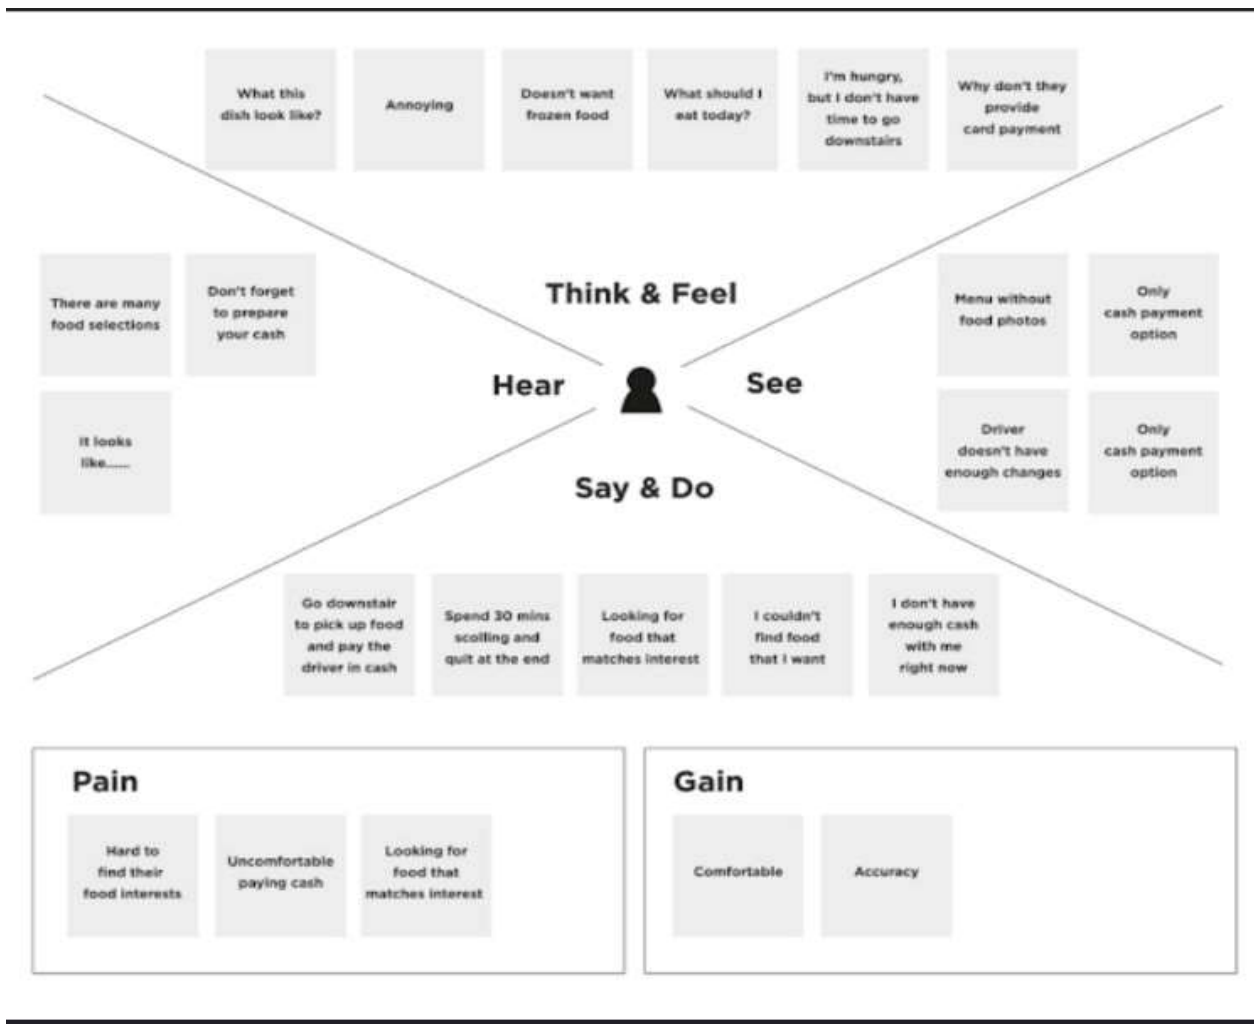 What this
dish look like?
Annoying
Doesn't want
frozen food
What should I
eat today?
I'm hungry,
but I don't have
time to go
downstairs
Why don't they
provide
card payment
Think & Feel
There are many
food selections
Don't forget
to prepare
your cash
It looks
like......
Hear
See
Menu without
food photos
Only
cash payment
option
Driver
doesn't have
enough changes
Only
cash payment
option
Say & Do
Go downstair
to pick up food
and pay the
driver in cash
Spend 30 mins
scolling and
quit at the end
Looking for
food that
matches interest
I couldn't
find food
that I want
I don't have
enough cash
with me
right now
Pain
Hard to
find their
food interests
Uncomfortable
paying cash
Looking for
food that
matches interest
Gain
Comfortable
Accuracy